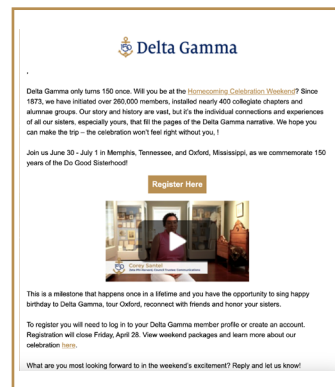 Delta Gamma
,
Delta Gamma only turns 150 once. Will you be at the Homecoming Celebration Weekend? Since
1873, we have initiated over 260,000 members, installed nearly 400 collegiate chapters and
alumnae groups. Our story and history are vast, but it's the individual connections and experiences
of all our sisters, especially yours, that fill the pages of the Delta Gamma narrative. We hope you
can make the trip – the celebration won't feel right without you, !
Join us June 30 - July 1 in Memphis, Tennessee, and Oxford, Mississippi, as we commemorate 150
years of the Do Good Sisterhood!
Register Here
This is a milestone that happens once in a lifetime and you have the opportunity to sing happy
birthday to Delta Gamma, tour Oxford, reconnect with friends and honor your sisters.
To register you will need to log in to your Delta Gamma member profile or create an account.
Registration will close Friday, April 28. View weekend packages and learn more about our
celebration here.
What are you most looking forward to in the weekend's excitement? Reply and let us know!